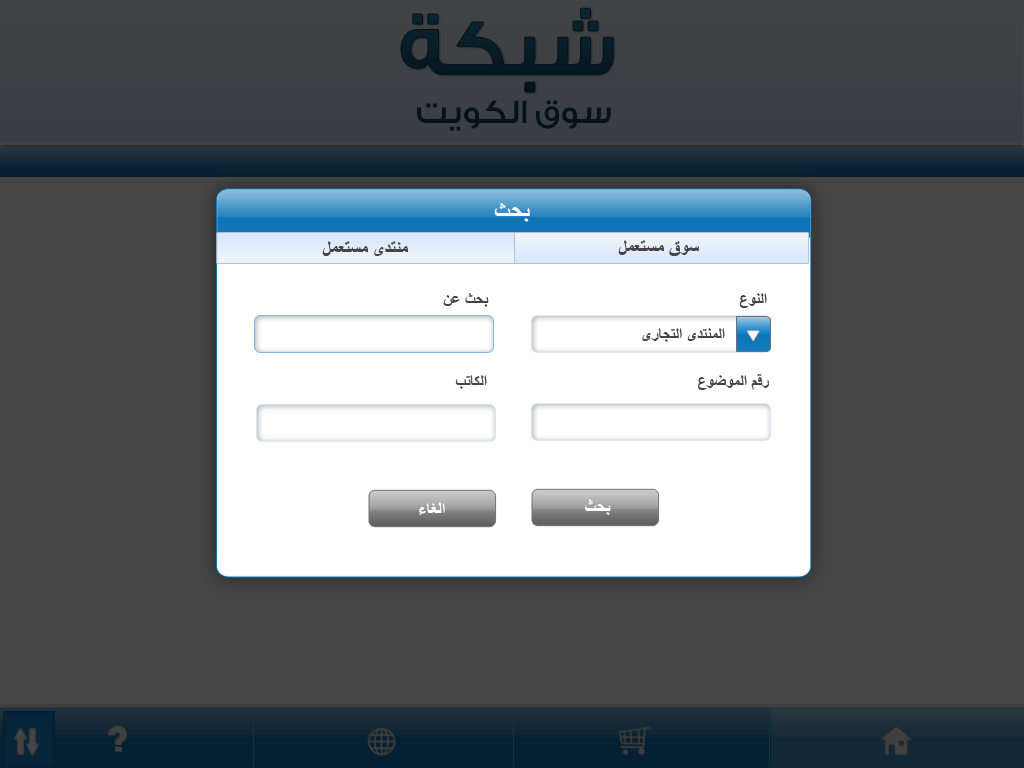 شبكة
سوق الكويت
بحث
سوق مستعمل
منتدى مستعمل
النوع
بحث عن
المنتدى التجارى
رقم الموضوع
الكاتب
بحث
الغاء
?